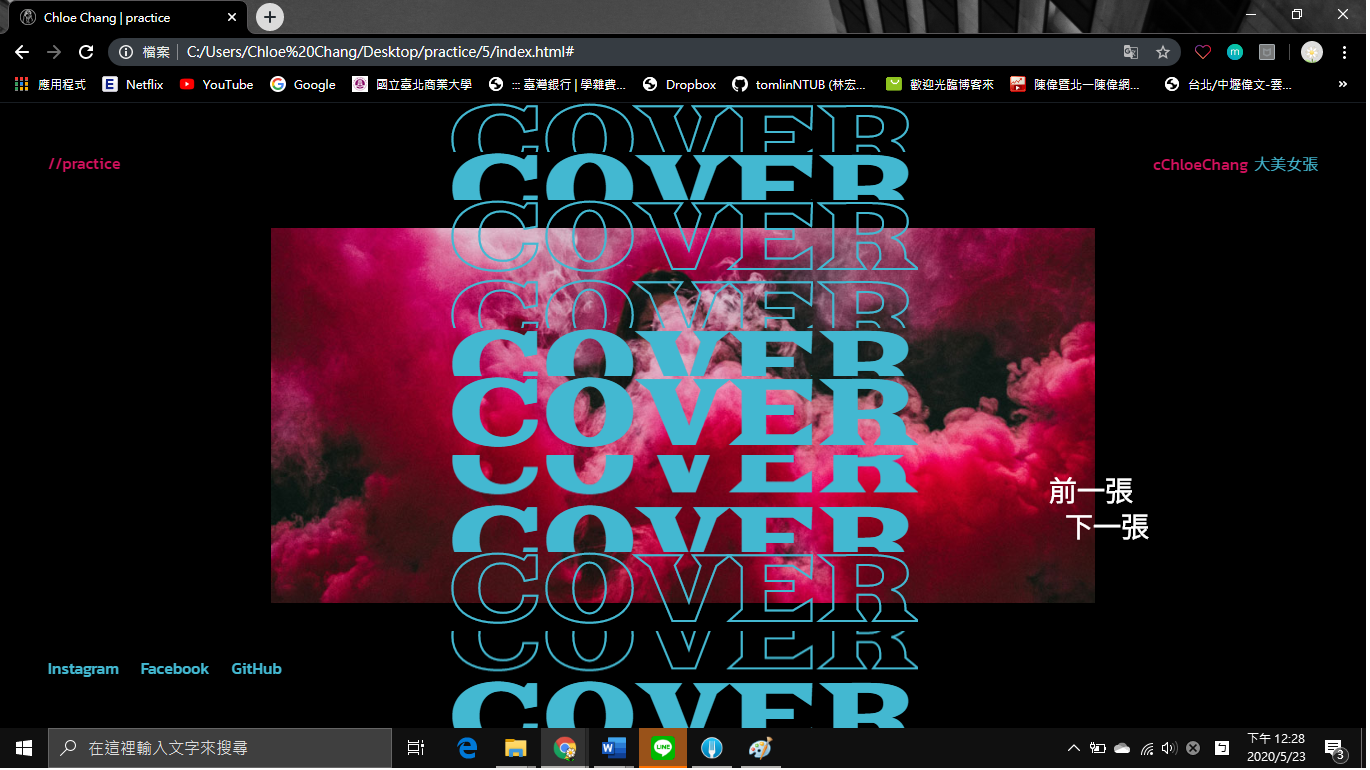 Chloe Chang | practice
檔案 C:/Users/Chloe%20Chang/Desktop/practice/5/index.html#
應用程式 Netflix YouTube Google 國立臺北商業大學 ::: 臺灣銀行 | 學雜費... Dropbox tomlinNTUB (林宏... 歡迎光臨博客來 陳偉暨北一陳偉網... 台北/中壢偉文-雲...
COVER
//practice
cChloeChang 大美女張
COVER
COVER
COVER
COVER
COVER
COVER
前一張
下一張
COVER
COVER
COVER
Instagram Facebook GitHub
COVER
在這裡輸入文字來搜尋
下午 12:28
2020/5/23
3